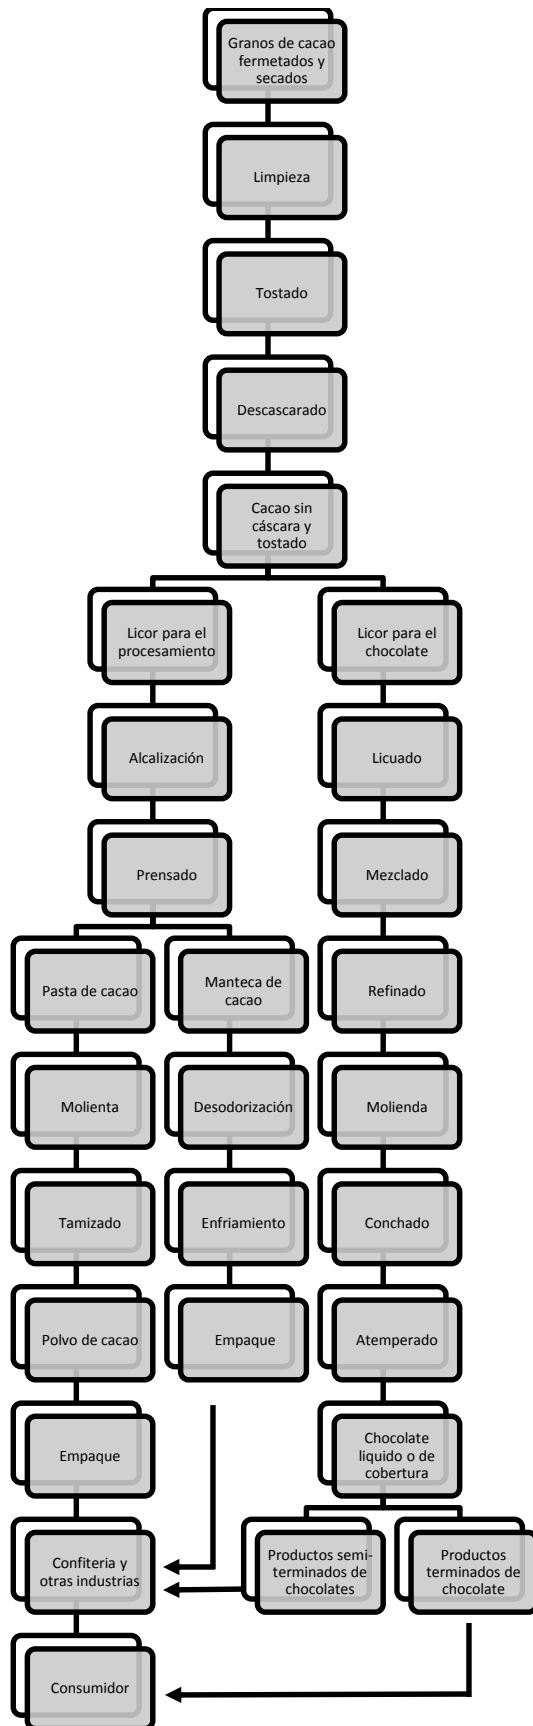 Granos de cacao
fermetados y
secados
Limpieza
Tostado
Descascarado
Cacao sin
cáscara y
tostado
Licor para el
procesamiento
Licor para el
chocolate
Alcalización
Licuado
Prensado
Mezclado
Pasta de cacao
Manteca de
cacao
Refinado
Molienta
Desodorización
Molienda
Tamizado
Enfriamiento
Conchado
Polvo de cacao
Empaque
Atemperado
Empaque
Chocolate
liquido o de
cobertura
Confiteria y
otras industrias
Productos semi-
terminados de
chocolates
Productos
terminados de
chocolate
Consumidor